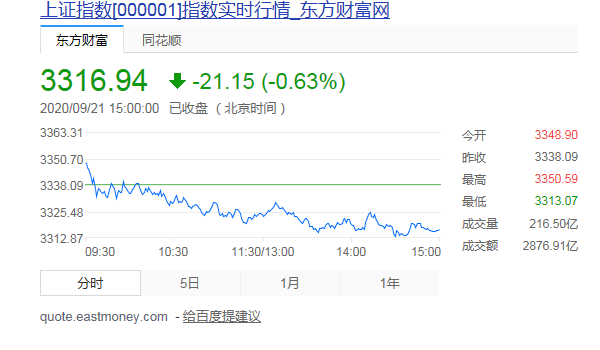 上证指数[000001]指数实时行情_东方财富网
东方财富 同花顺
3316.94 -21.15 (-0.63%)
2020/09/21 15:00:00 已收盘 （北京时间）
3363.31
3350.70
3338.09
3325.48
3312.87
09:30 10:30 11:30/13:00 14:00 15:00
今开 3348.90
昨收 3338.09
最高 3350.59
最低 3313.07
成交量 216.50亿
成交额 2876.91亿
分时 5日 1月 1年
quote.eastmoney.com - 给百度提建议